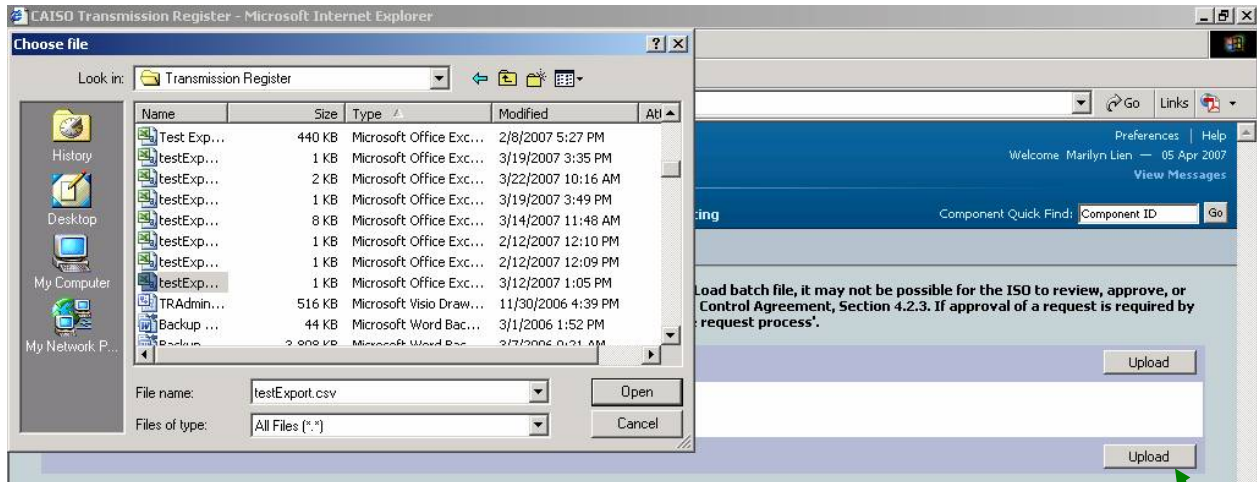 CAISO Transmission Register - Microsoft Internet Explorer
Choose file
Look in: Transmission Register
Go Links
Name Size Type Modified
Test Exp... 440 KB Microsoft Office Exc... 2/8/2007 5:27 PM
testExp... 1 KB Microsoft Office Exc... 3/19/2007 3:35 PM
testExp... 2 KB Microsoft Office Exc... 3/22/2007 10:16 AM
testExp... 1 KB Microsoft Office Exc... 3/19/2007 3:49 PM
testExp... 8 KB Microsoft Office Exc... 3/14/2007 11:48 AM
testExp... 1 KB Microsoft Office Exc... 2/12/2007 12:10 PM
testExp... 1 KB Microsoft Office Exc... 2/12/2007 12:09 PM
testExp... 1 KB Microsoft Office Exc... 3/12/2007 1:05 PM
TRAdmin... 516 KB Microsoft Visio Draw... 11/30/2006 4:39 PM
Backup ... 44 KB Microsoft Word Bac... 3/1/2006 1:52 PM
History
Desktop
My Computer
My Network P...
File name: testExport.csv Open
Files of type: All Files (*.*) Cancel
Preferences | Help
Welcome Marilyn Lien — 05 Apr 2007
View Messages
Component Quick Find: Component ID Go
Load batch file, it may not be possible for the ISO to review, approve, or
Control Agreement, Section 4.2.3. If approval of a request is required by
request process'.
Upload
Upload